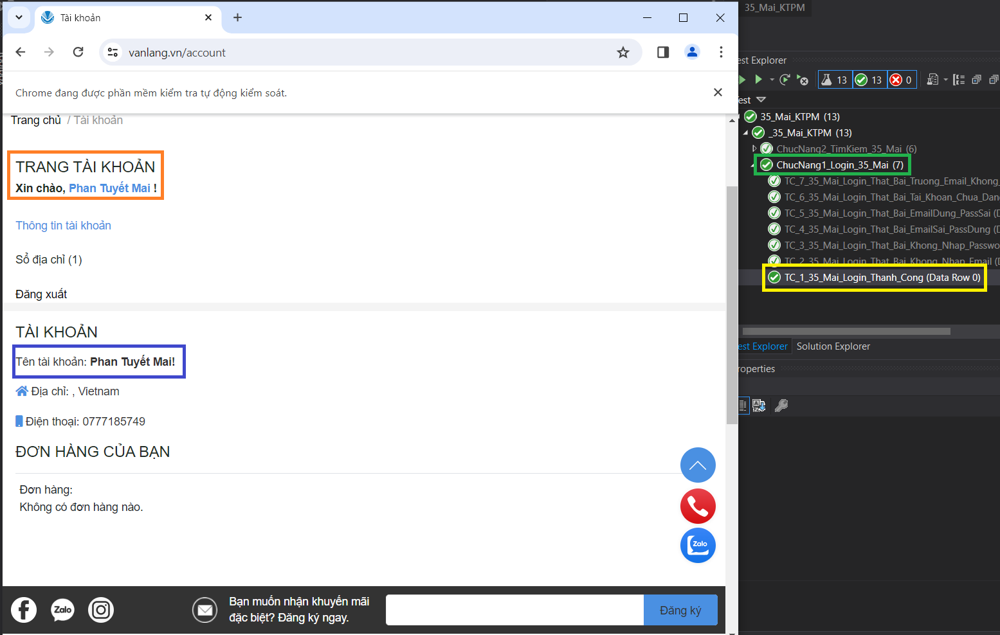 Tài khoản
vanlang.vn/account
Chrome đang được phần mềm kiểm tra tự động kiểm soát.
Trang chủ / Tài khoản
TRANG TÀI KHOẢN
Xin chào, Phan Tuyết Mai !
Thông tin tài khoản
Sổ địa chỉ (1)
Đăng xuất
TÀI KHOẢN
Tên tài khoản: Phan Tuyết Mai!
Địa chỉ: , Vietnam
Điện thoại: 0777185749
ĐƠN HÀNG CỦA BẠN
Đơn hàng:
Không có đơn hàng nào.
Zalo
Zalo
Bạn muốn nhận khuyến mãi
đặc biệt? Đăng ký ngay.
Đăng ký
35_Mai_KTPM
est Explorer
13 13 0
est
35_Mai_KTPM (13)
_35_Mai_KTPM (13)
ChucNang2_TimKiem_35_Mai (6)
ChucNang1_Login_35_Mai (7)
TC_7_35_Mai_Login_That_Bai_Truong_Email_Khong_
TC_6_35_Mai_Login_That_Bai_Tai_Khoan_Chua_Dan
TC_5_35_Mai_Login_That_Bai_EmailDung_PassSai (D
TC_4_35_Mai_Login_That_Bai_EmailSai_PassDung (D
TC_3_35_Mai_Login_That_Bai_Khong_Nhap_Passwo
TC_2_35_Mai_Login_That_Bai_Khong_Nhap_Email (D
TC_1_35_Mai_Login_Thanh_Cong (Data Row 0)
est Explorer Solution Explorer
roperties